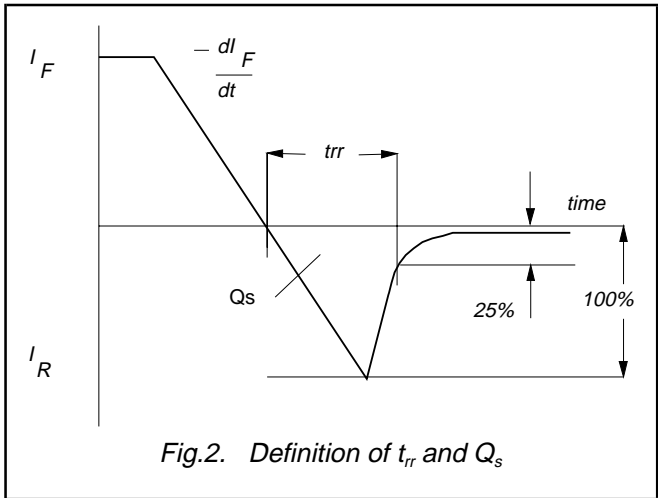 I F
− dI F
dt
trr
time
Qs
25%
100%
I R
Fig.2. Definition of trr and Qs